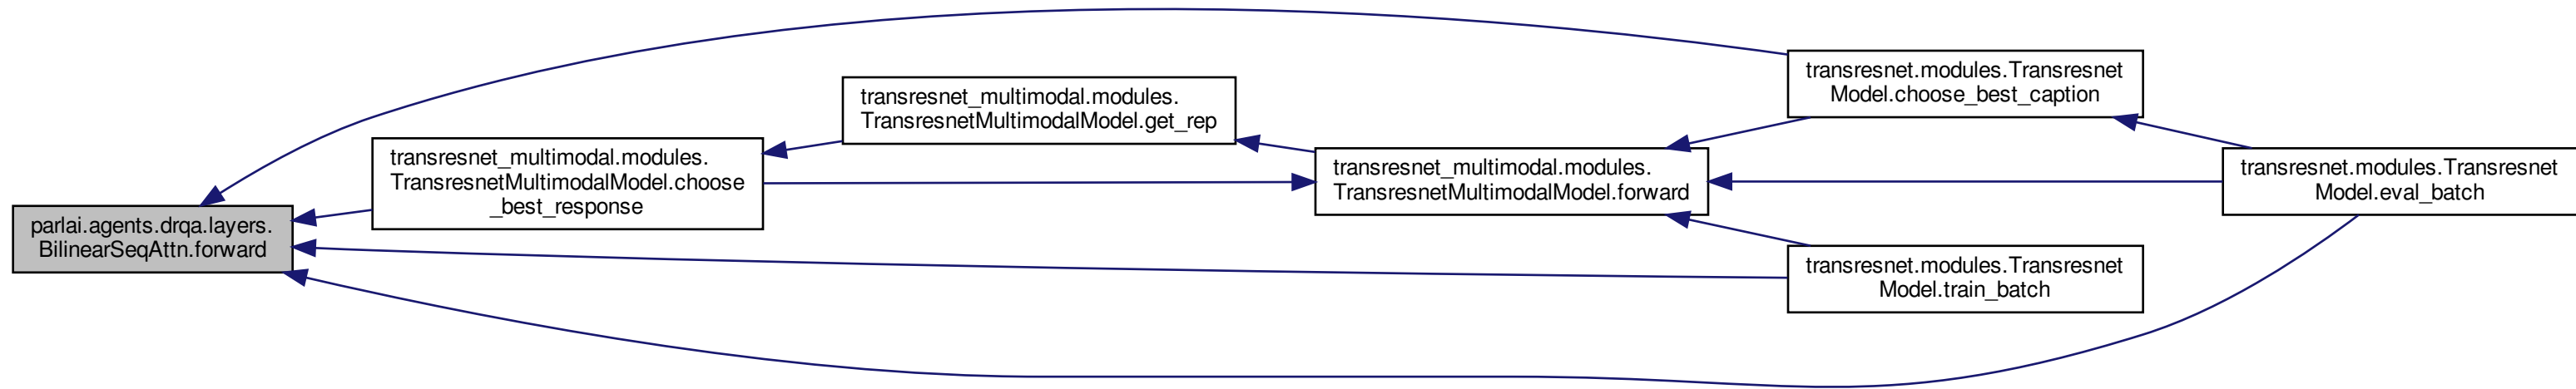 parlai.agents.drqa.layers.
BilinearSeqAttn.forward
transresnet_multimodal.modules.
TransresnetMultimodalModel.choose
_best_response
transresnet_multimodal.modules.
TransresnetMultimodalModel.get_rep
transresnet_multimodal.modules.
TransresnetMultimodalModel.forward
transresnet.modules.Transresnet
Model.choose_best_caption
transresnet.modules.Transresnet
Model.eval_batch
transresnet.modules.Transresnet
Model.train_batch